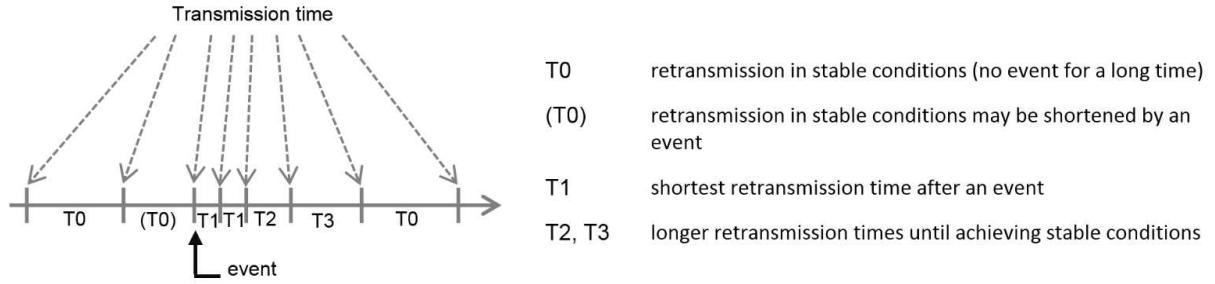 Transmission time
T0 (T0) T1 T1 T2 T3 T0
event
T0 retransmission in stable conditions (no event for a long time)
(T0) retransmission in stable conditions may be shortened by an
event
T1 shortest retransmission time after an event
T2, T3 longer retransmission times until achieving stable conditions